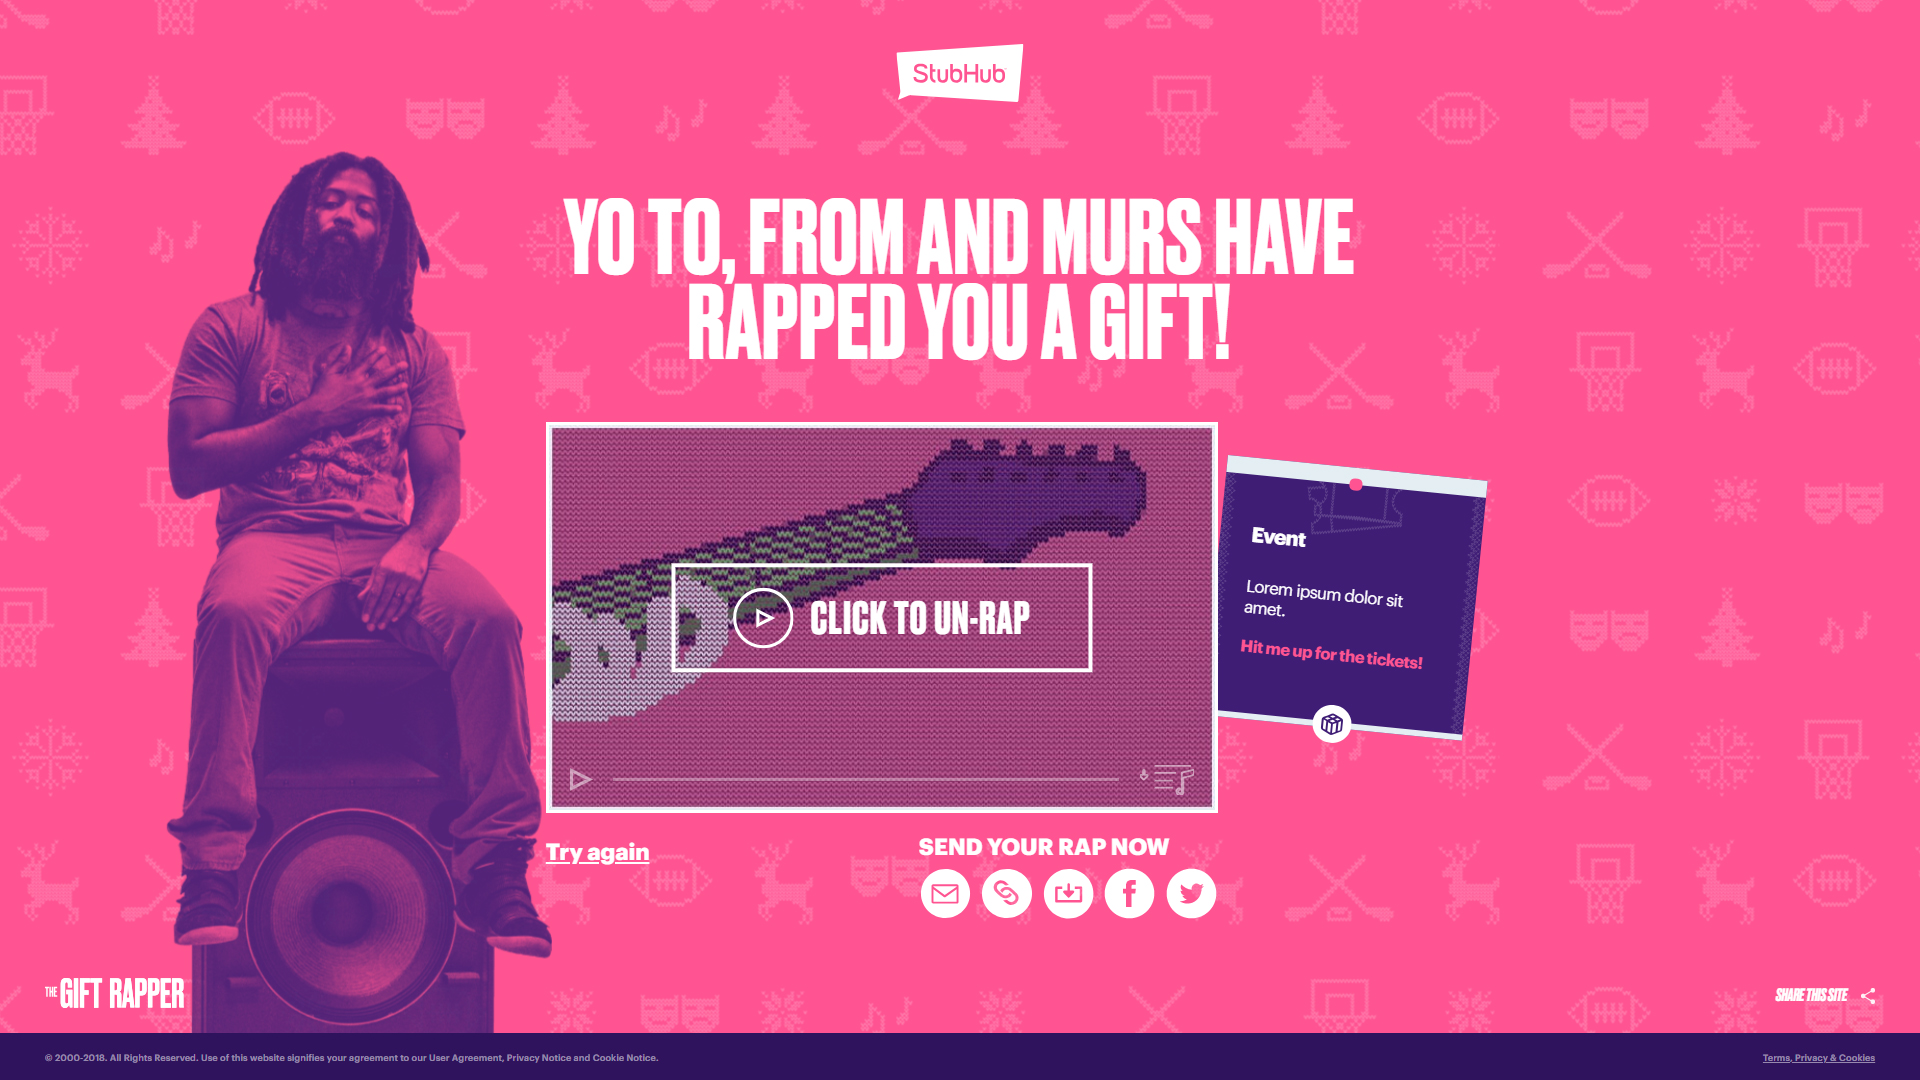 StubHub
YO TO, FROM AND MURS HAVE
RAPPED YOU A GIFT!
CLICK TO UN-RAP
Event
Lorem ipsum dolor sit
amet.
Hit me up for the tickets!
Try again
SEND YOUR RAP NOW
THE GIFT RAPPER
SHARE THIS SITE
© 2000-2018. All Rights Reserved. Use of this website signifies your agreement to our User Agreement, Privacy Notice and Cookie Notice.
Terms, Privacy & Cookies